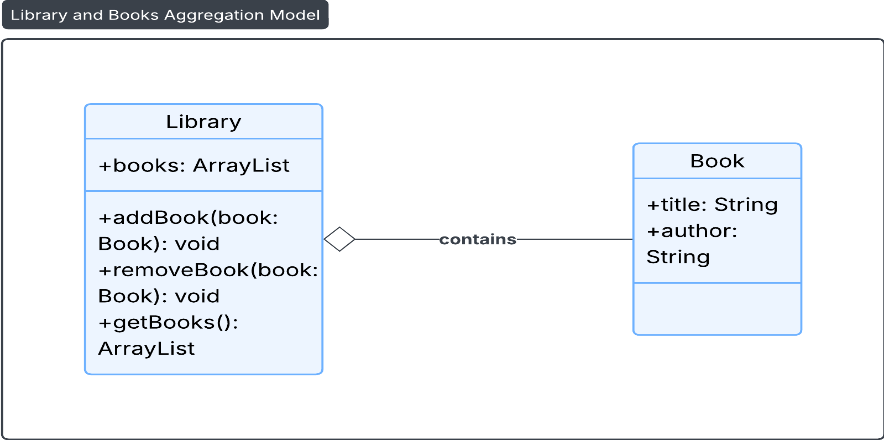 Library and Books Aggregation Model
Library
+books: ArrayList
+addBook(book:
Book): void
+removeBook(book:
Book): void
+getBooks():
ArrayList
contains
Book
+title: String
+author:
String